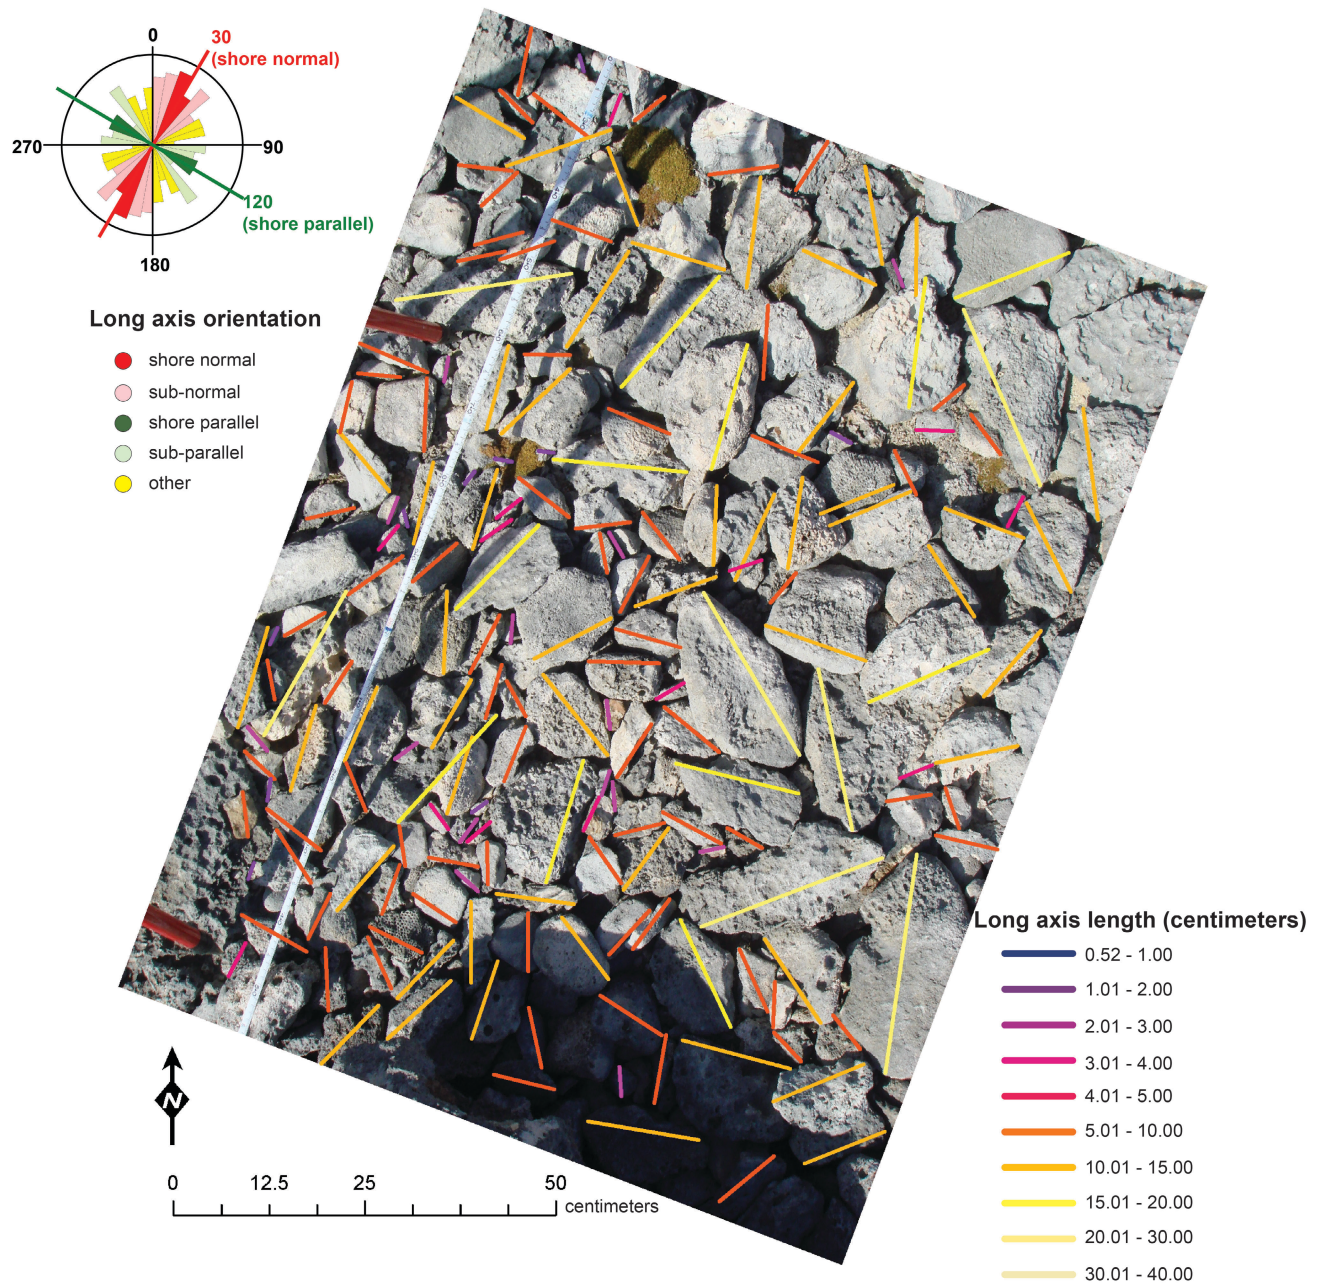 0
30
(shore normal)
270
90
120
(shore parallel)
180
Long axis orientation
shore normal
sub-normal
shore parallel
sub-parallel
other
N
0 12.5 25 50
centimeters
Long axis length (centimeters)
0.52 - 1.00
1.01 - 2.00
2.01 - 3.00
3.01 - 4.00
4.01 - 5.00
5.01 - 10.00
10.01 - 15.00
15.01 - 20.00
20.01 - 30.00
30.01 - 40.00